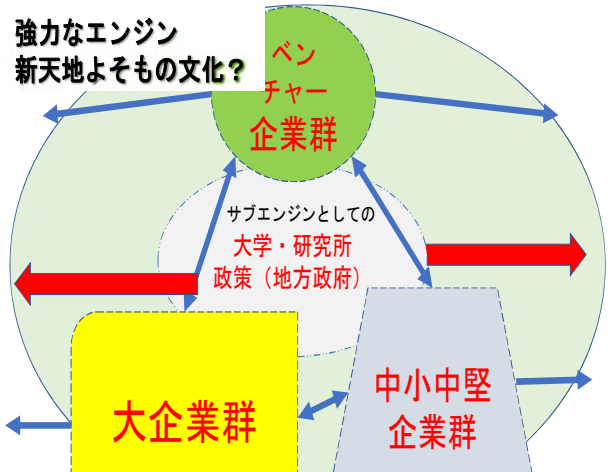 強力なエンジン
新天地よそもの文化？
ベン
チャー
企業群
サブエンジンとしての
大学・研究所
政策（地方政府）
大企業群
中小中堅
企業群